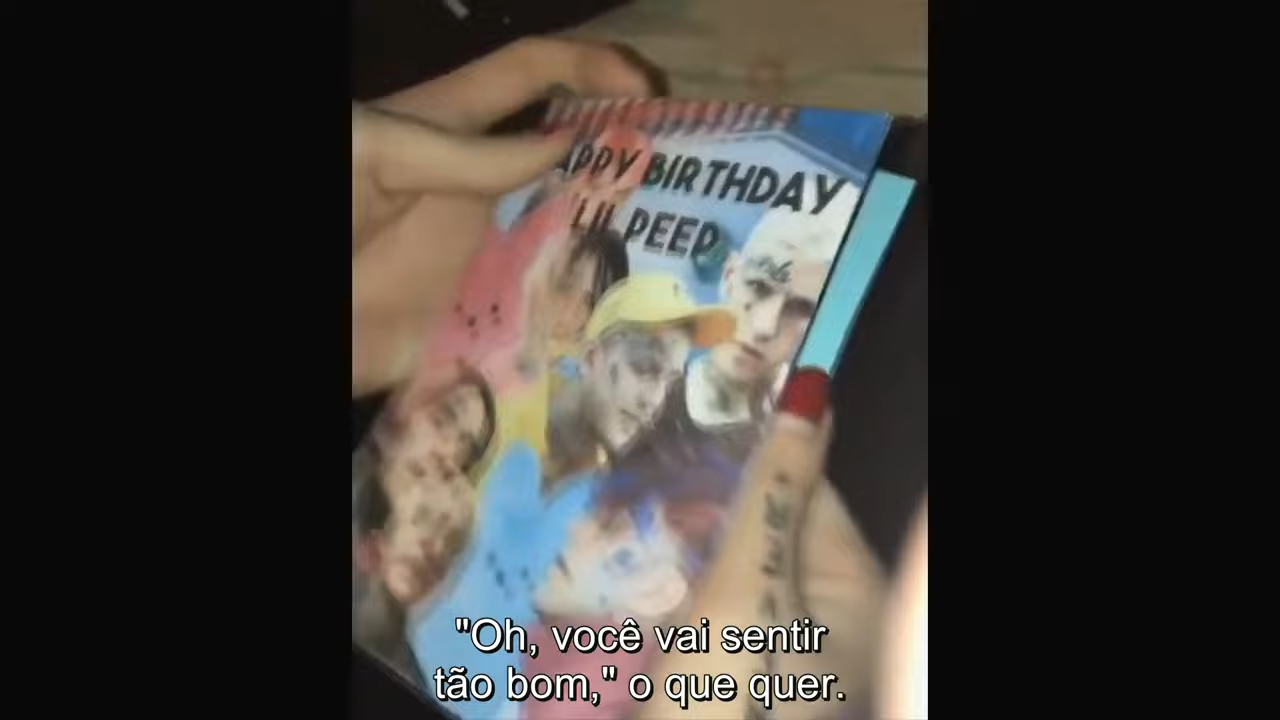 APPY BIRTHDAY
LIL PEEP
"Oh, você vai sentir
tão bom," o que quer.